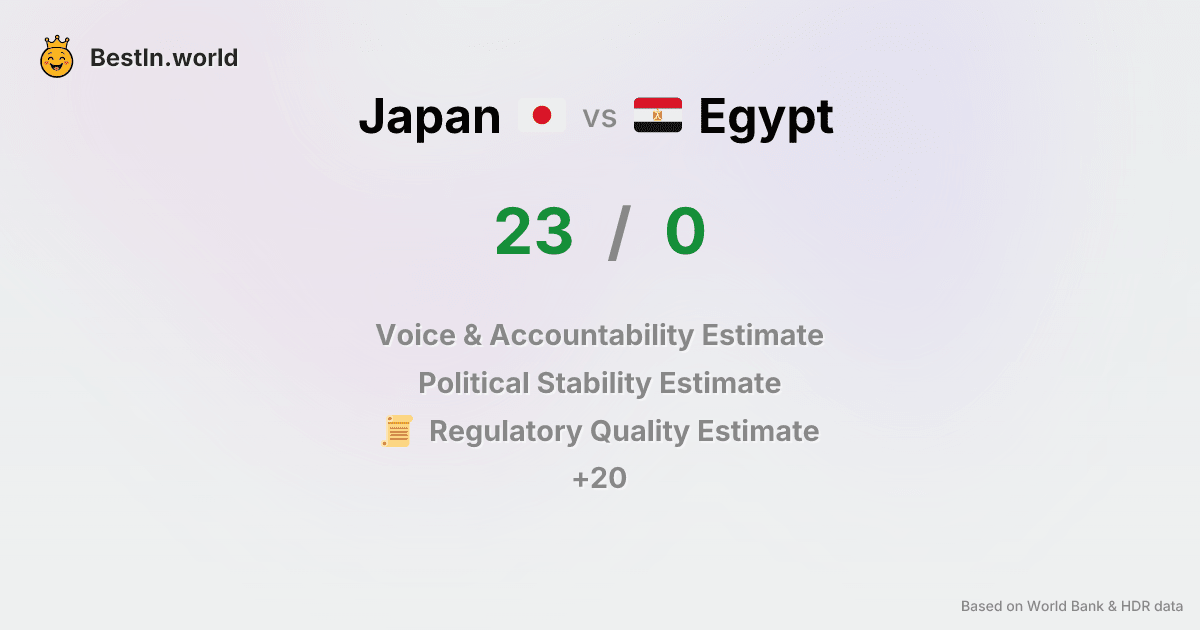 BestIn.world
Japan vs Egypt
23 / 0
Voice & Accountability Estimate
Political Stability Estimate
Regulatory Quality Estimate
+20
Based on World Bank & HDR data